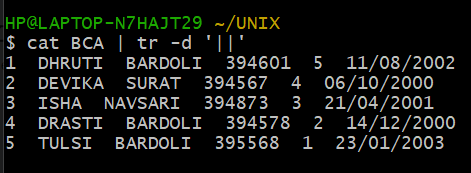 HP@LAPTOP-N7HAJT29 ~/UNIX
$ cat BCA | tr -d '||'
1  DHRUTI  BARDOLI  394601  5  11/08/2002
2  DEVIKA  SURAT  394567  4  06/10/2000
3  ISHA  NAVSARI  394873  3  21/04/2001
4  DRASTI  BARDOLI  394578  2  14/12/2000
5  TULSI  BARDOLI  395568  1  23/01/2003